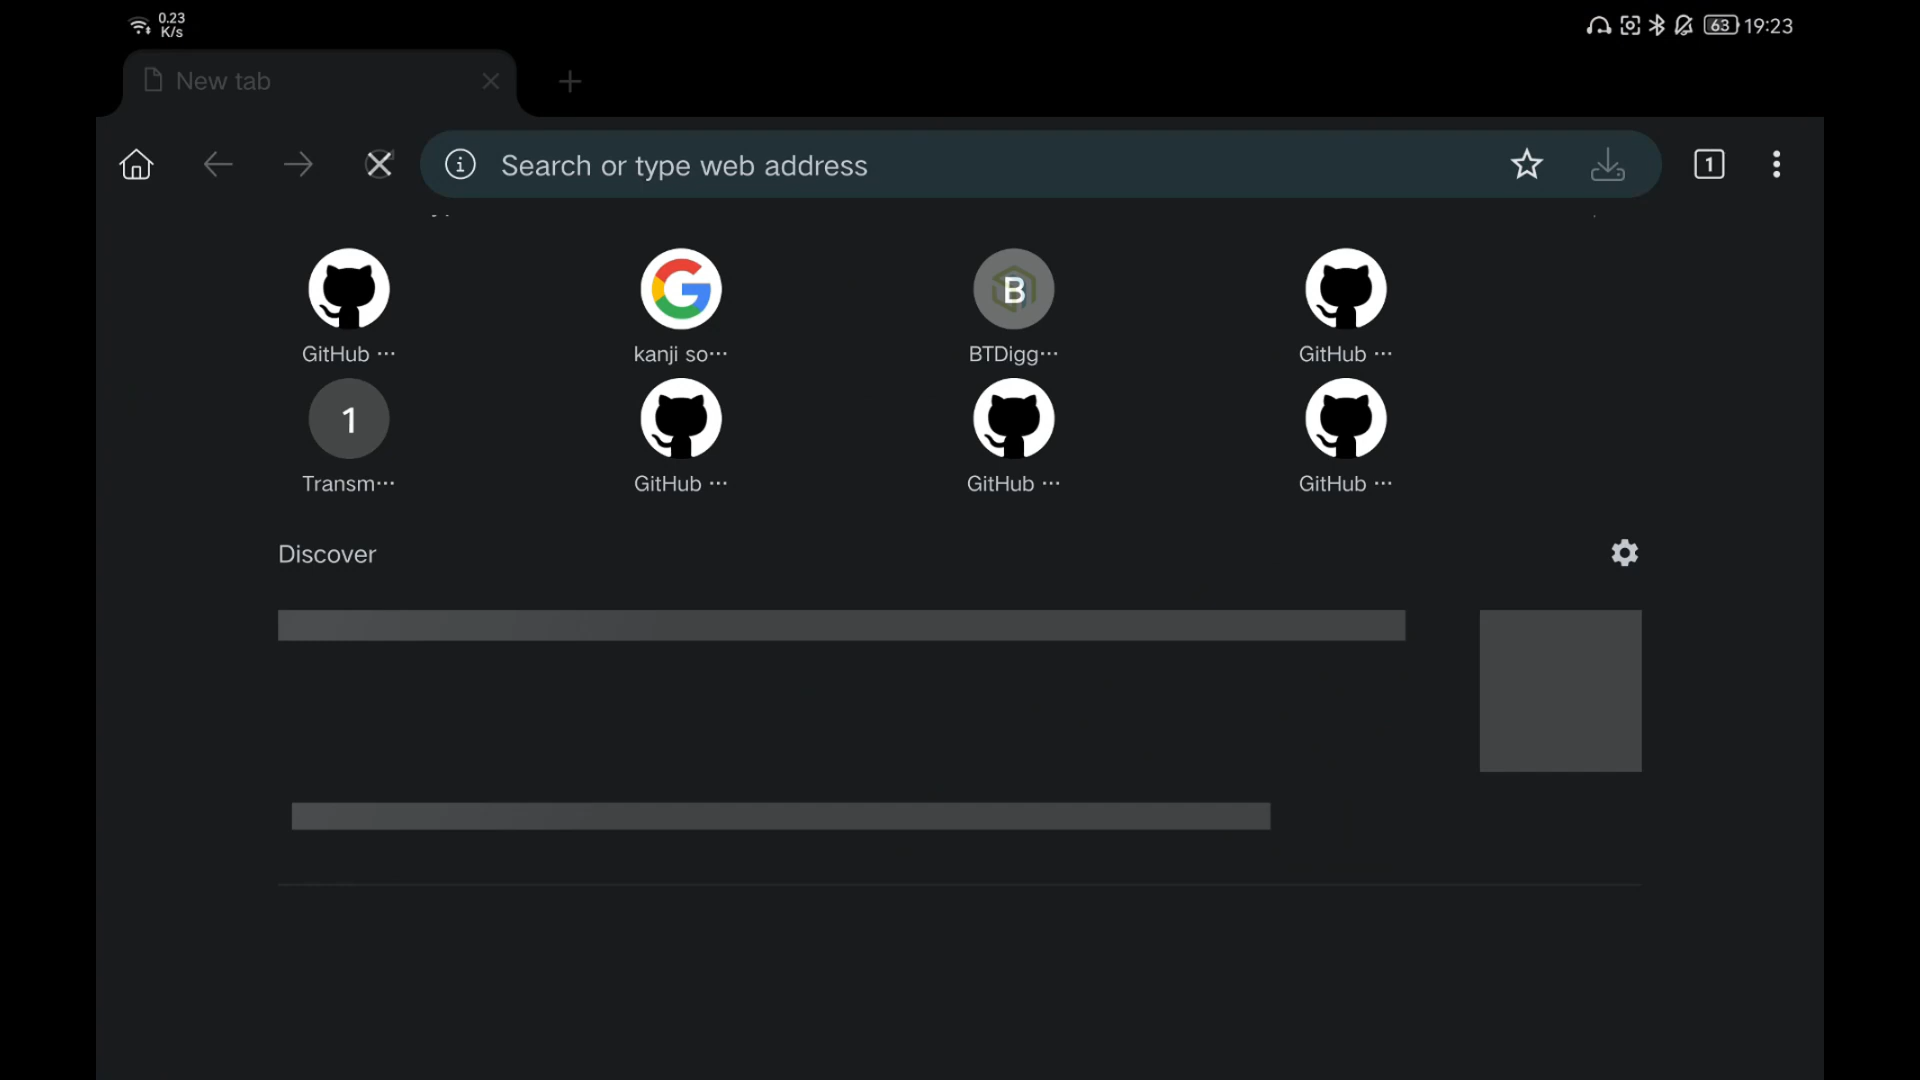 0.23
K/s
63 19:23
New tab
Search or type web address
1
GitHub ···
kanji so···
B
BTDigg···
GitHub ···
1
Transm···
GitHub ···
GitHub ···
GitHub ···
Discover